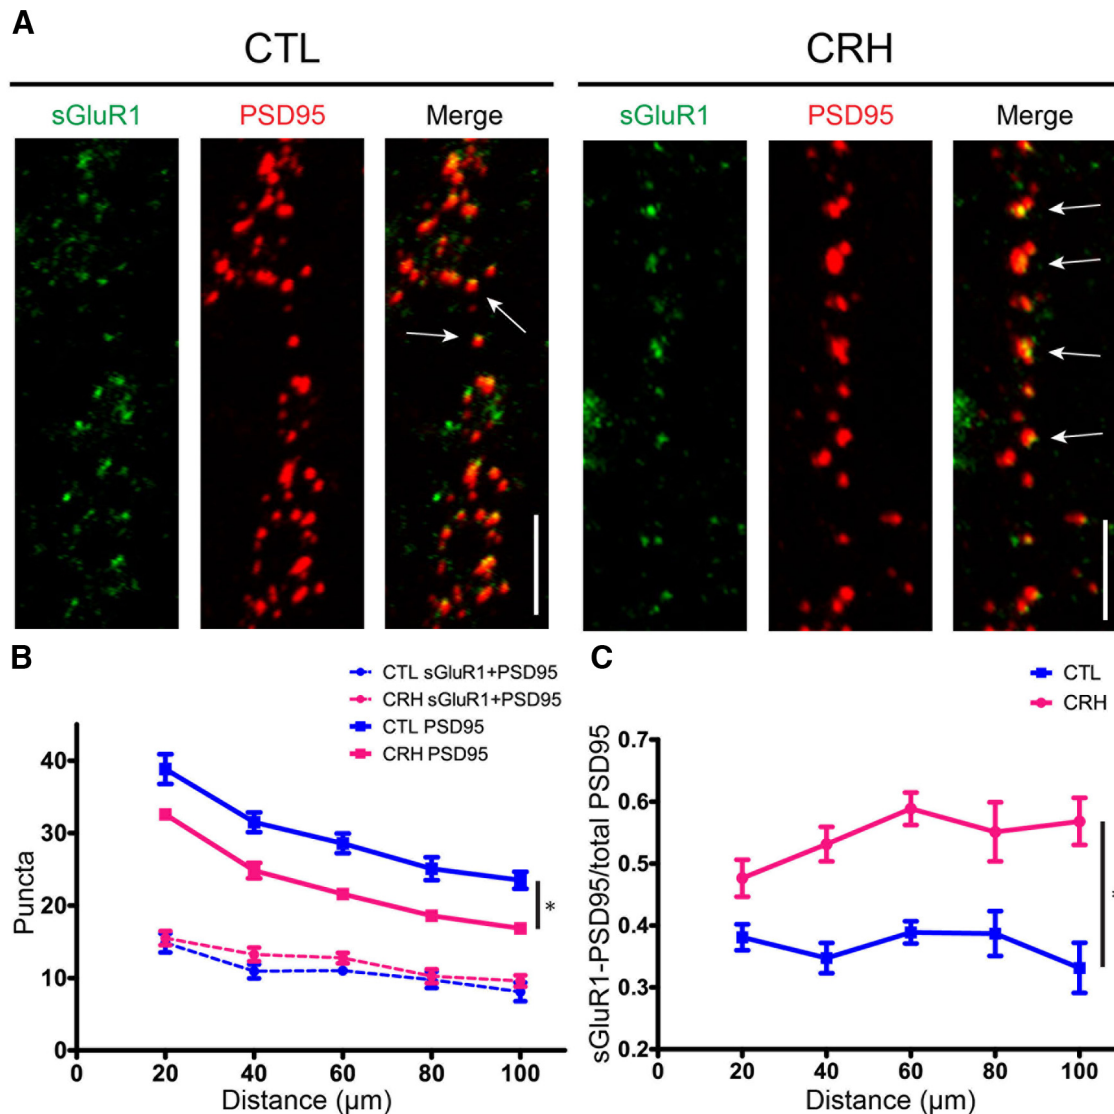 A
CTL
CRH
sGluR1
PSD95
Merge
sGluR1
PSD95
Merge
B
CTL sGluR1+PSD95
CRH sGluR1+PSD95
CTL PSD95
CRH PSD95
Puncta
40
30
20
10
0
*
0
20
40
60
80
100
Distance (µm)
C
CTL
CRH
sGluR1-PSD95/total PSD95
0.7
0.6
0.5
0.4
0.3
0.2
*
0
20
40
60
80
100
Distance (µm)